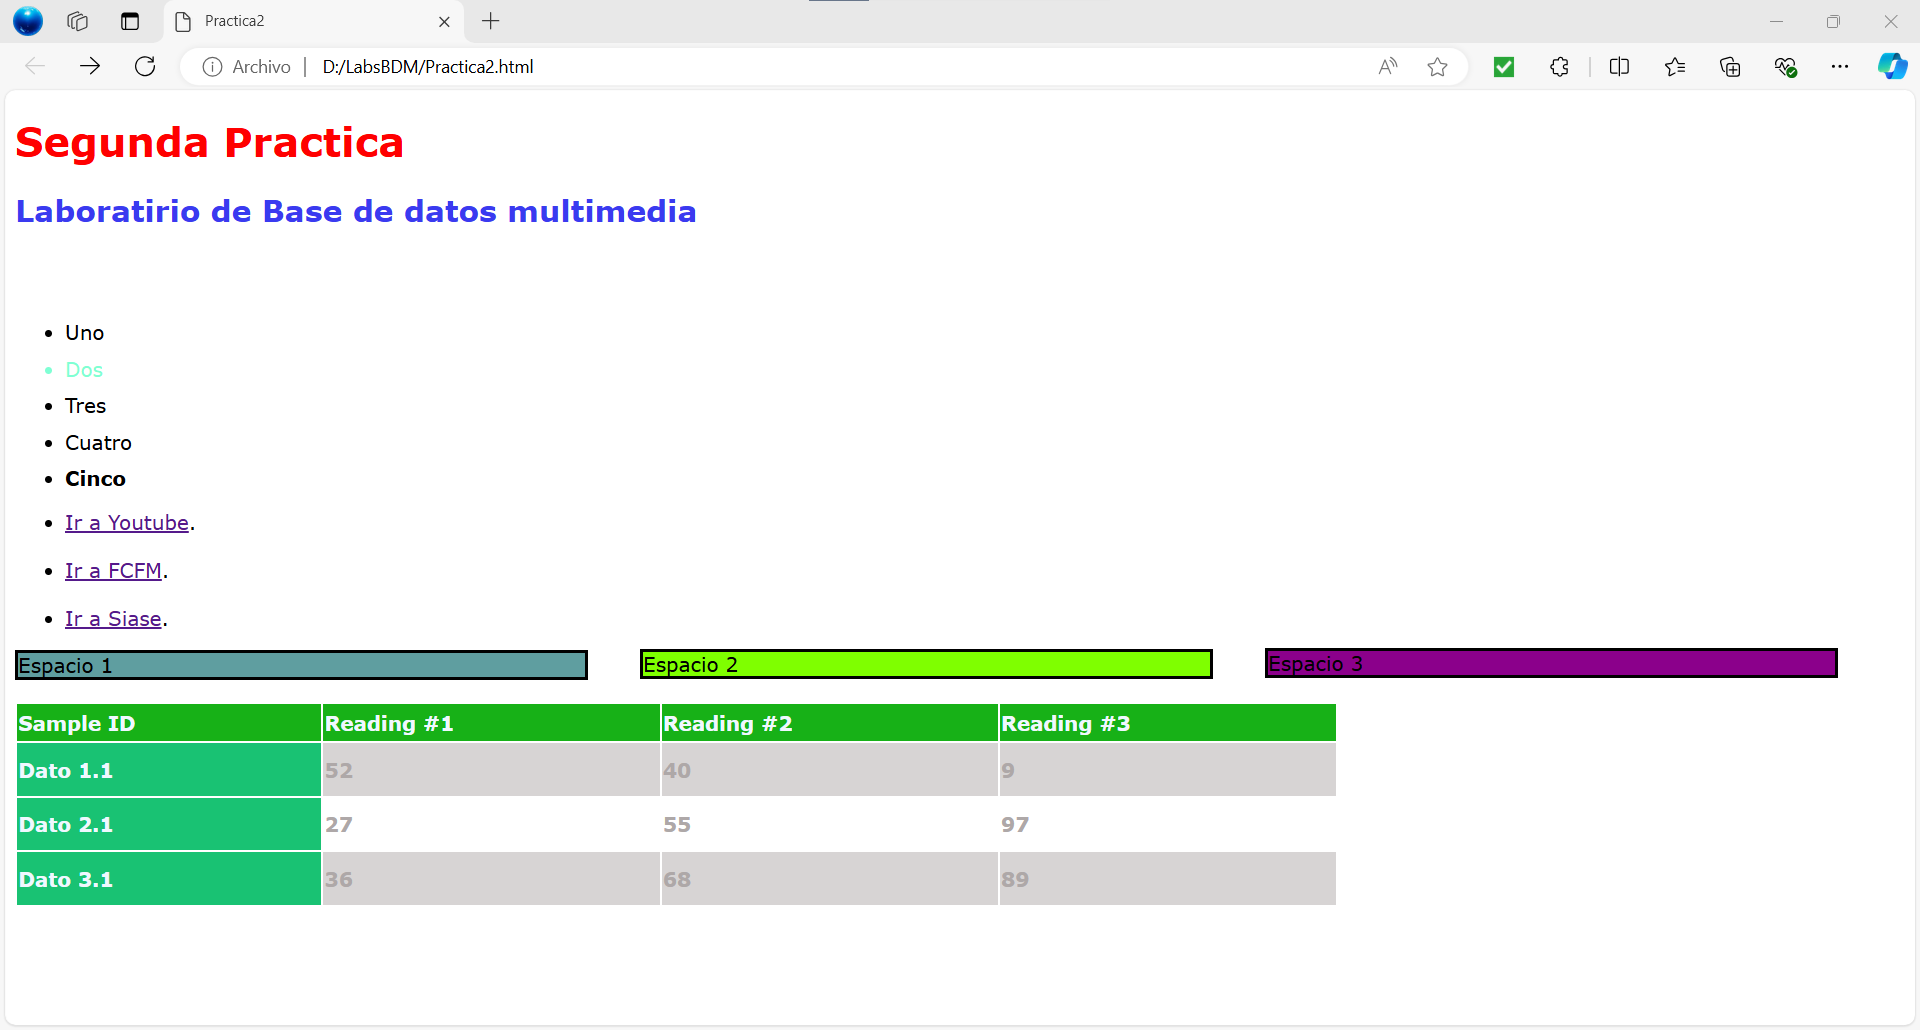 Practica2
Archivo D:/LabsBDM/Practica2.html
Segunda Practica
Laboratirio de Base de datos multimedia
Uno
Dos
Tres
Cuatro
Cinco
Ir a Youtube.
Ir a FCFM.
Ir a Siase.
Espacio 1 Espacio 2 Espacio 3
Sample ID Reading #1 Reading #2 Reading #3
Dato 1.1 52 40 9
Dato 2.1 27 55 97
Dato 3.1 36 68 89